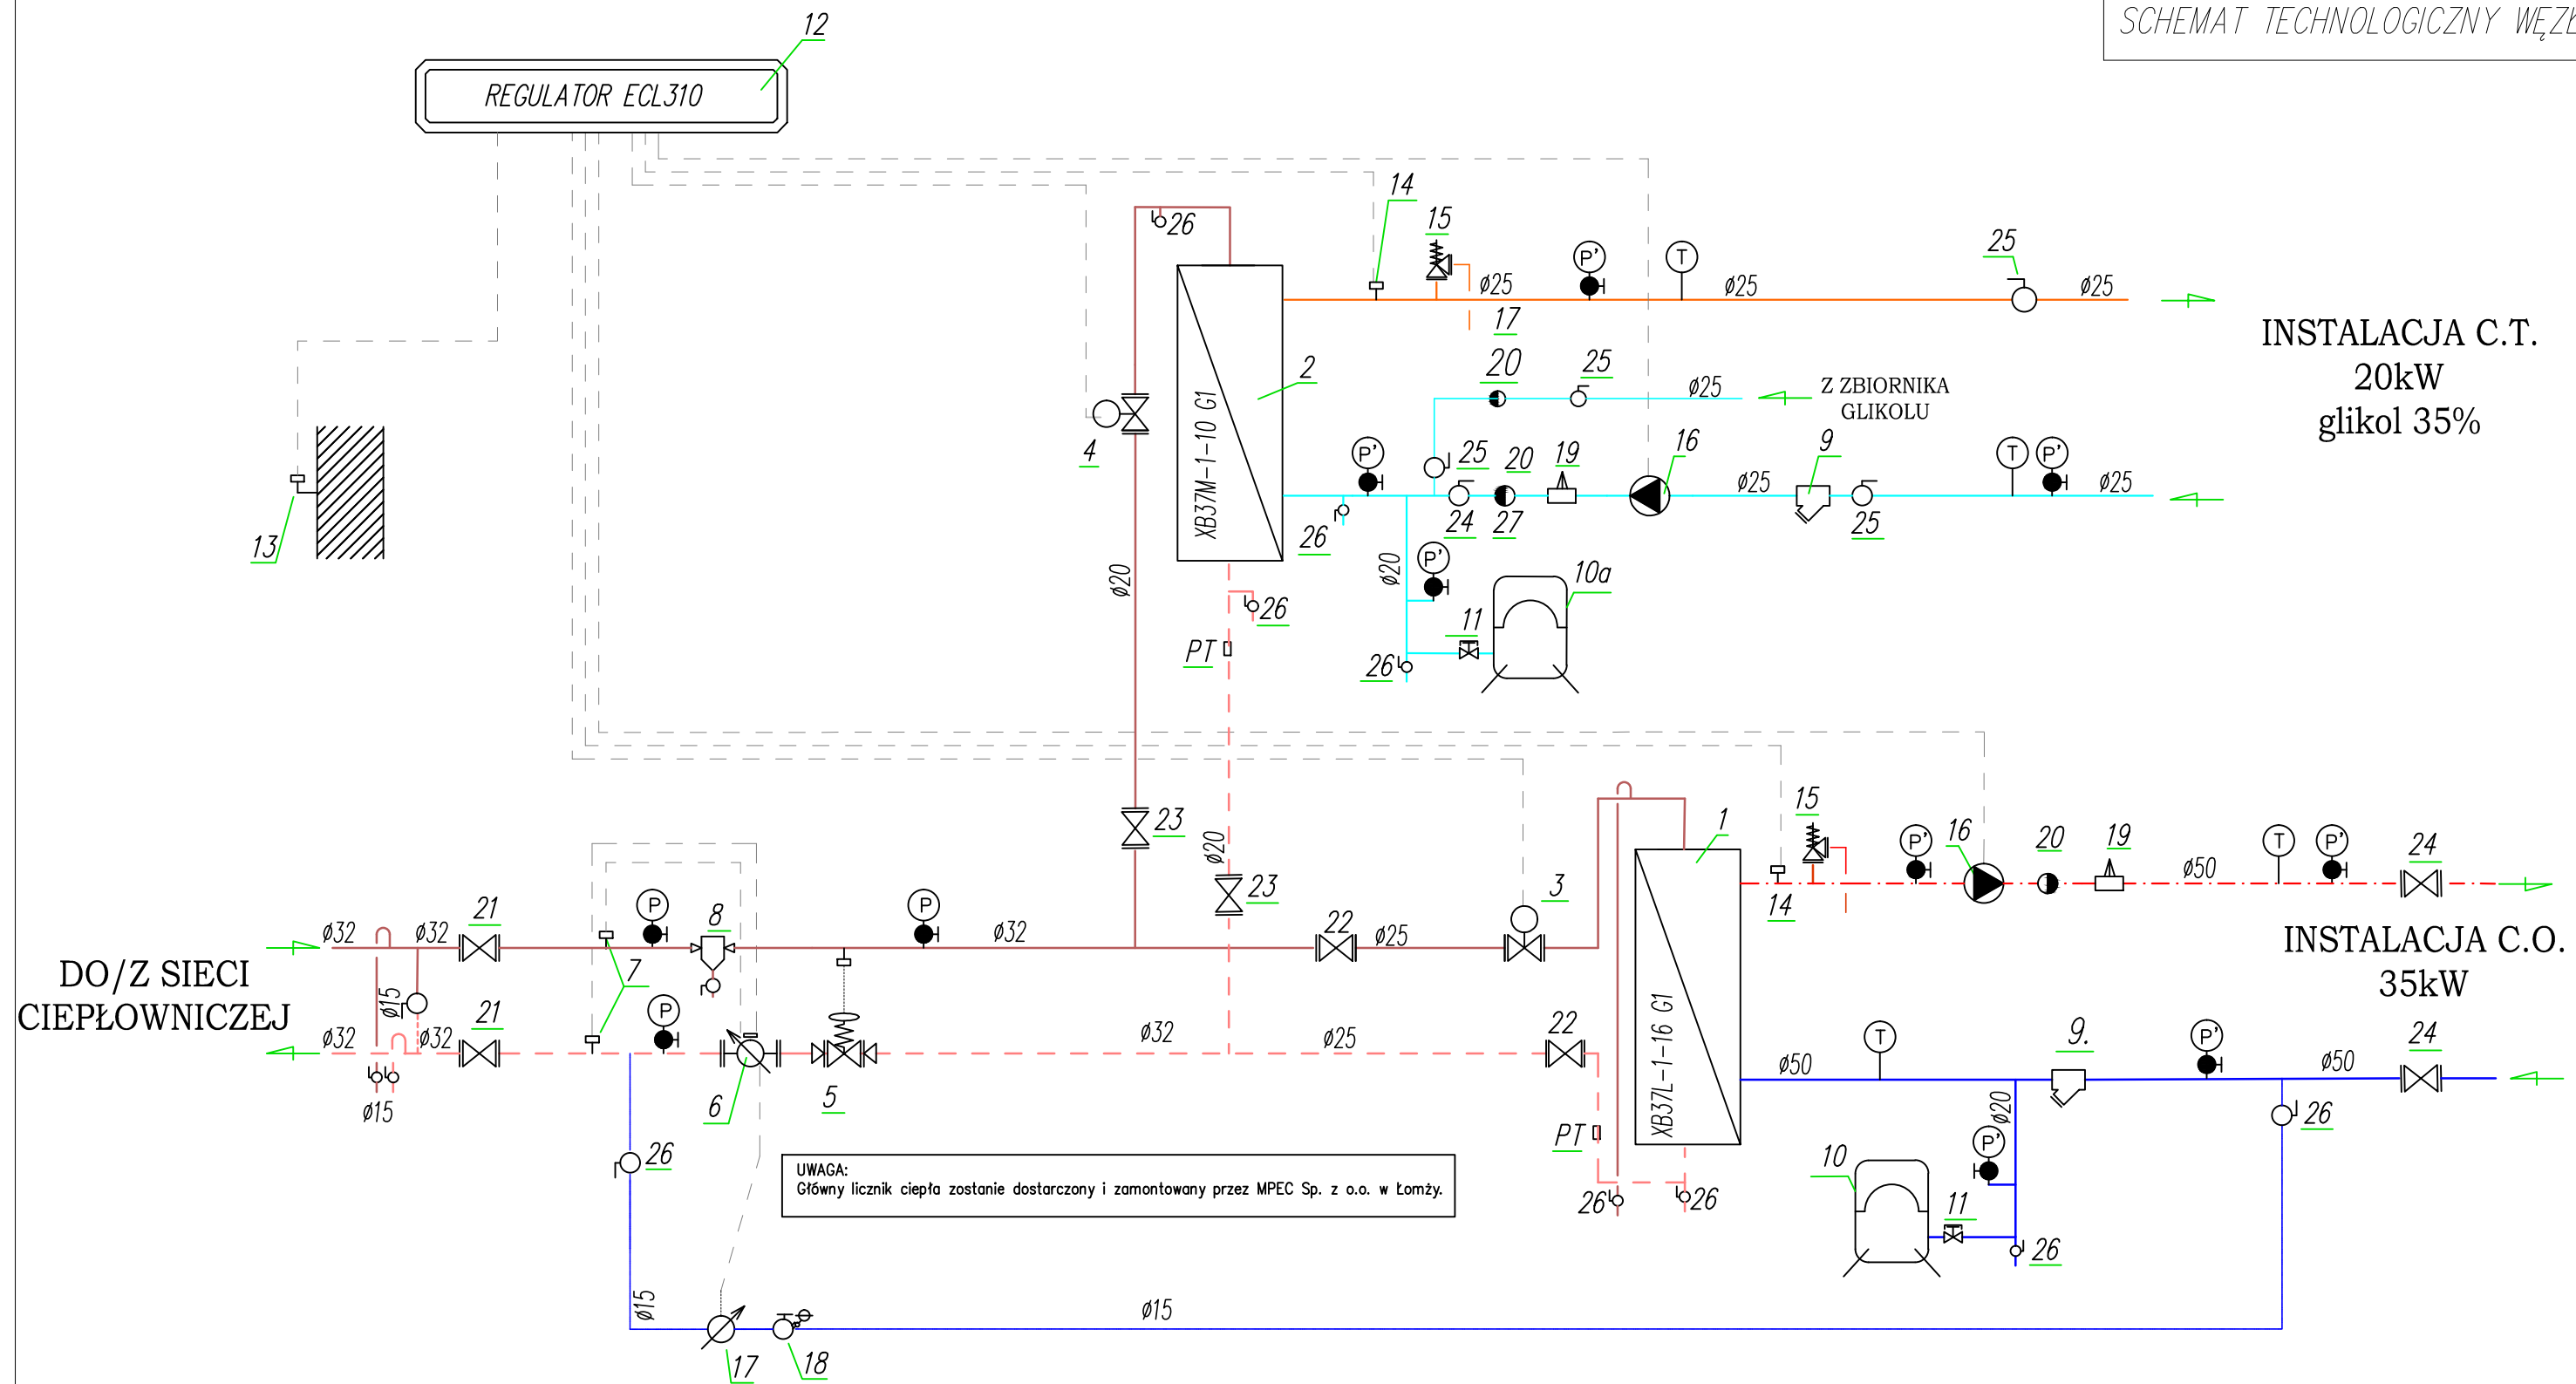 SCHEMAT TECHNOLOGICZNY
12
REGULATOR ECL310
14
15
26
25
ø25
ø25
ø25
17
INSTALACJA C.T.
20kW
glikol 35%
2
20
25
ø25
Z ZBIORNIKA
GLIKOLU
XB37M-1-10 G1
4
25
20
19
16
9
ø25
ø25
24
27
25
26
13
ø20
ø20
10a
11
26
PT
26
23
ø20
23
1
15
16
20
19
24
ø50
14
3
ø32
ø32
21
8
ø32
22
ø25
INSTALACJA C.O.
35kW
DO/Z SIECI
CIEPŁOWNICZEJ
7
ø15
21
ø32
ø32
ø32
ø25
22
XB37L-1-16 G1
ø50
9.
ø50
24
ø15
6
5
PT
ø20
26
26
10
11
26
26
26
UWAGA:
Główny licznik ciepła zostanie dostarczony i zamontowany przez MPEC Sp. z o.o. w Łomży.
ø15
ø15
17
18
P'
T
P'
T
P'
P'
P
P
P
P'
T
P'
T
P'
P'